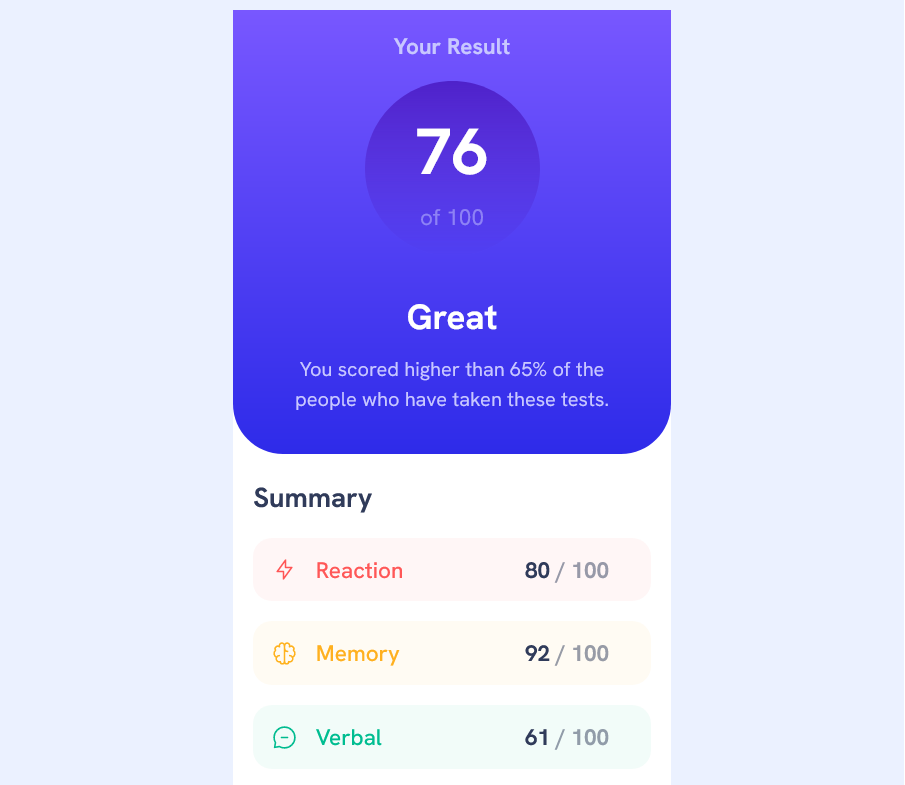 Your Result
76
of 100
Great
You scored higher than 65% of the
people who have taken these tests.
Summary
Reaction 80 / 100
Memory 92 / 100
Verbal 61 / 100